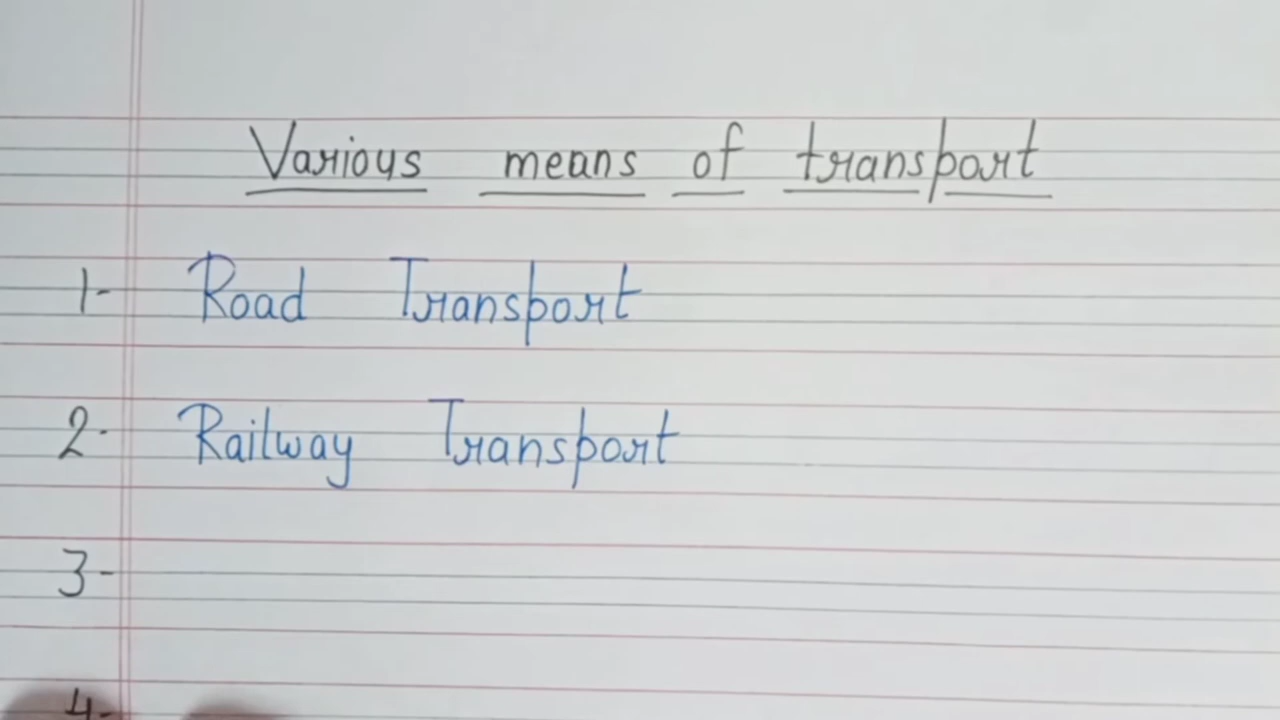 Various means of transport
1- Road Transport
2- Railway Transport
3-
4-